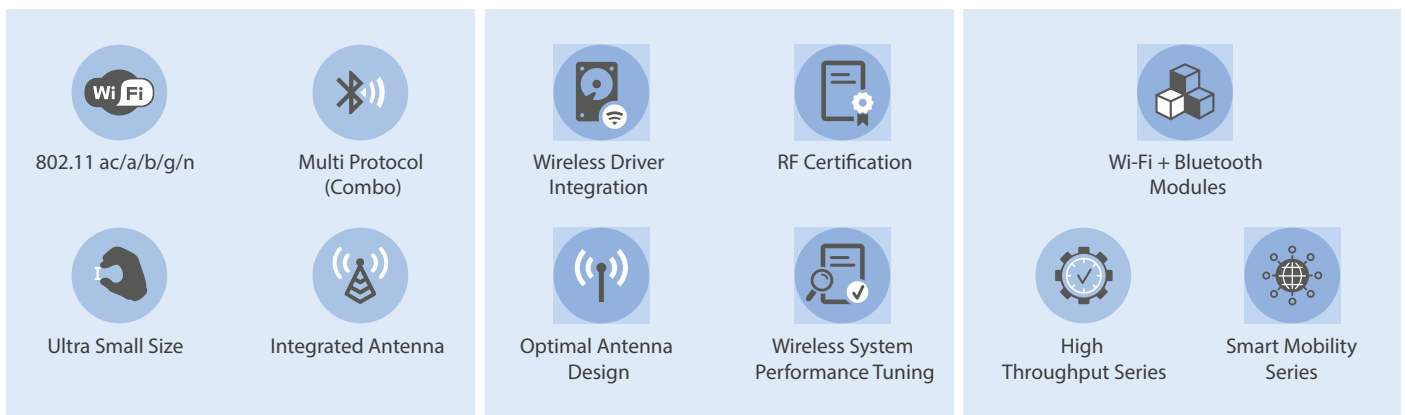 Wi Fi
802.11 ac/a/b/g/n
Multi Protocol
(Combo)
Ultra Small Size
Integrated Antenna
Wireless Driver
Integration
RF Certification
Optimal Antenna
Design
Wireless System
Performance Tuning
Wi-Fi + Bluetooth
Modules
High
Throughput Series
Smart Mobility
Series